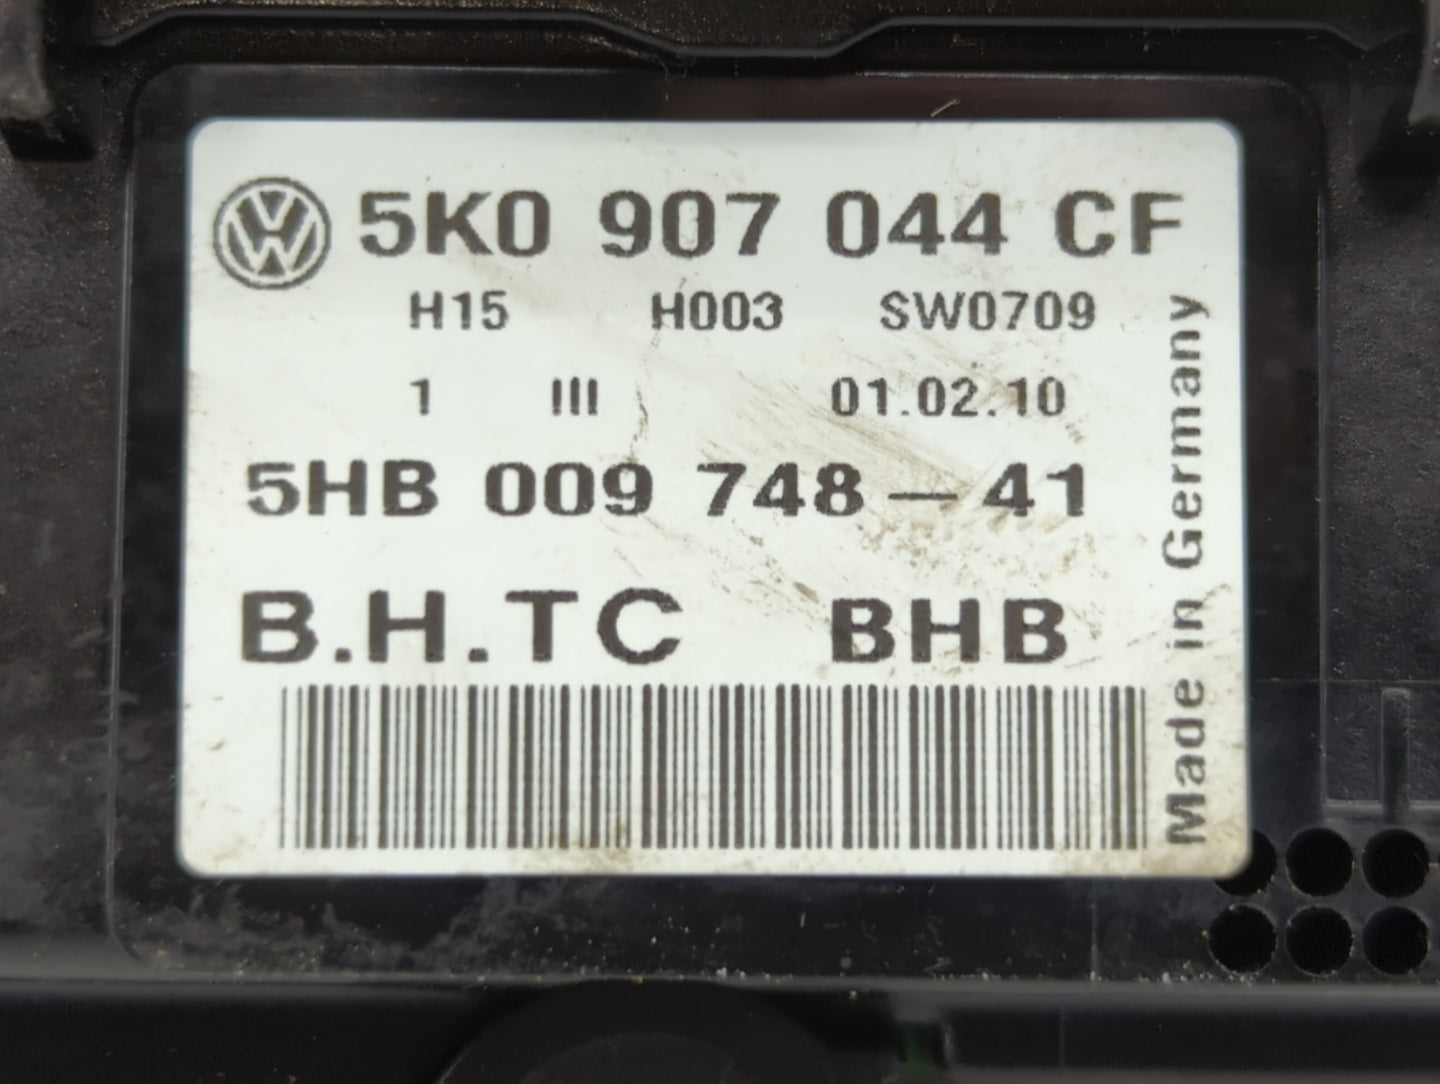 5K0 907 044 CF
H15 H003 SW0709
1 III 01.02.10
5HB 009 748-41
B.H.TC BHB
Made in Germany